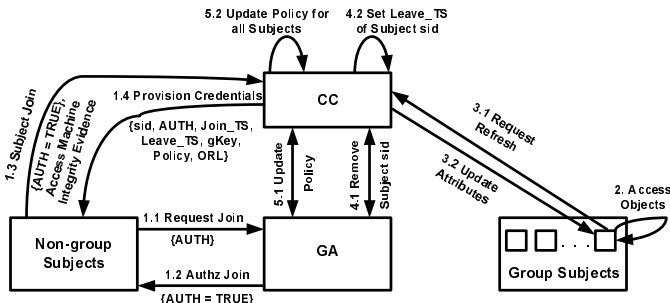 5.2 Update Policy for
all Subjects
4.2 Set Leave_TS
of Subject sid
1.4 Provision Credentials
CC
{sid, AUTH, Join_TS,
Leave_TS, gKey,
Policy, ORL}
1.3 Subject Join
{AUTH = TRUE},
Access Machine
Integrity Evidence
3.1 Request
Refresh
3.2 Update
Attributes
5.1 Update
Policy
4.1 Remove
Subject sid
2. Access
Objects
1.1 Request Join
{AUTH}
Non-group
Subjects
GA
. . .
Group Subjects
1.2 Authz Join
{AUTH = TRUE}